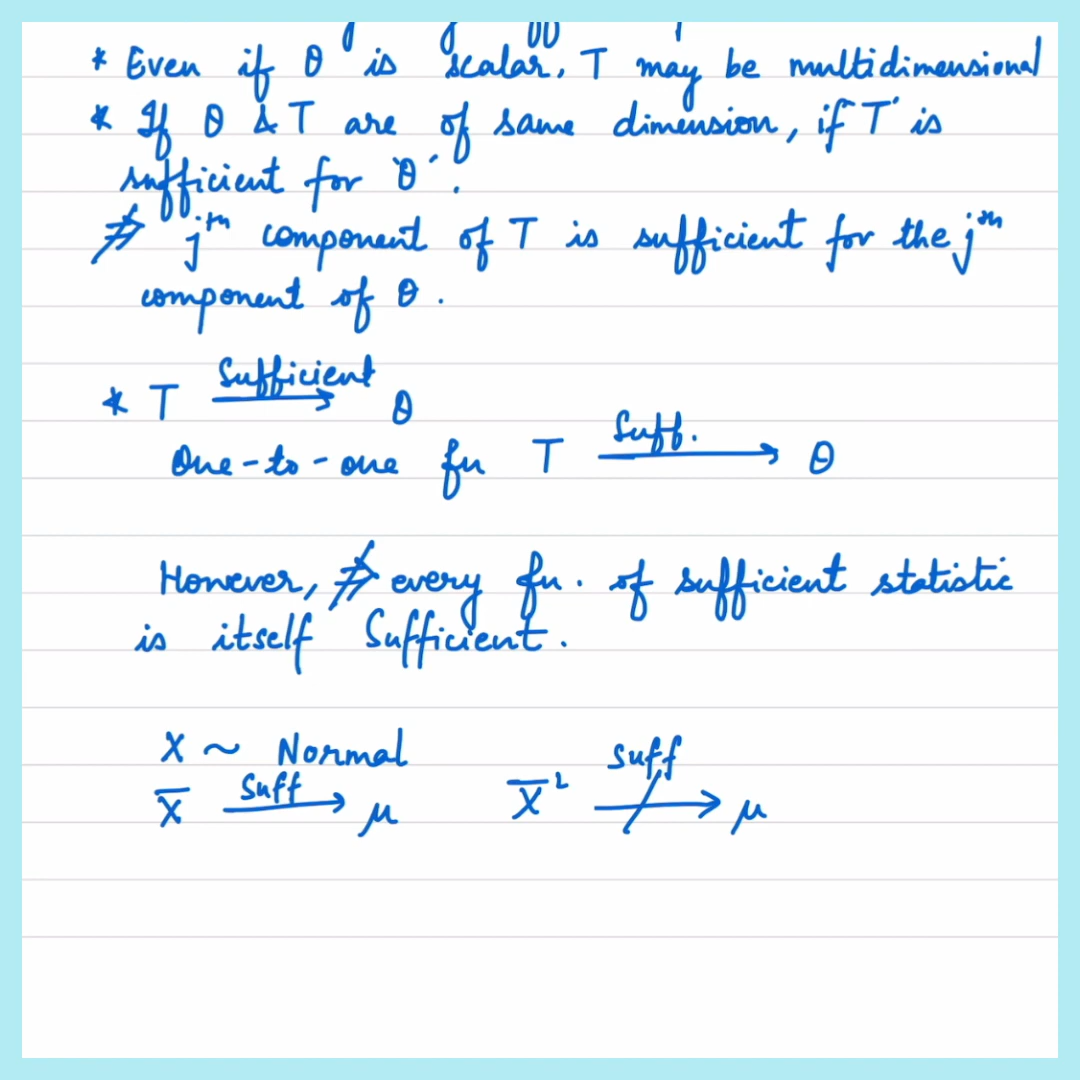 * Even if θ is scalar, T may be multidimensional
* If θ & T are of same dimension, if 'T' is
sufficient for 'θ'.
⇏ jth component of T is sufficient for the jth
component of θ.
* T Sufficient → θ
One-to-one fn T Suff. → θ
However, ⇏ every fn. of sufficient statistic
is itself Sufficient.
X ~ Normal
X̄ Suff → μ X̄² Suff ↛ μ